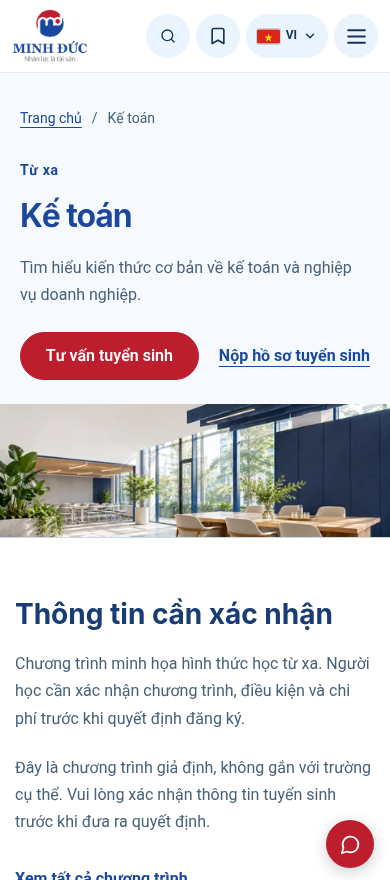 MINH ĐỨC
Nhân lực là tài sản
VI
Trang chủ / Kế toán
Từ xa
Kế toán
Tìm hiểu kiến thức cơ bản về kế toán và nghiệp
vụ doanh nghiệp.
Tư vấn tuyển sinh
Nộp hồ sơ tuyển sinh
Thông tin cần xác nhận
Chương trình minh họa hình thức học từ xa. Người
học cần xác nhận chương trình, điều kiện và chi
phí trước khi quyết định đăng ký.
Đây là chương trình giả định, không gắn với trường
cụ thể. Vui lòng xác nhận thông tin tuyển sinh
trước khi đưa ra quyết định.
Xem tất cả chương trình